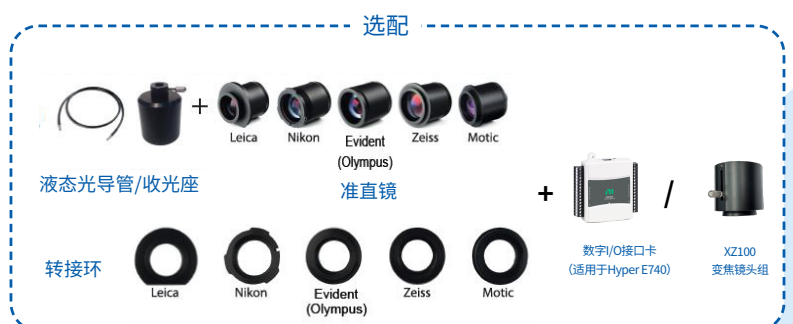 选配
+
Leica
Nikon
Evident
(Olympus)
Zeiss
Motic
液态光导管/收光座
准直镜
+
/
数字I/O接口卡
（适用于Hyper E740）
XZ100
变焦镜头组
转接环
Leica
Nikon
Evident
(Olympus)
Zeiss
Motic